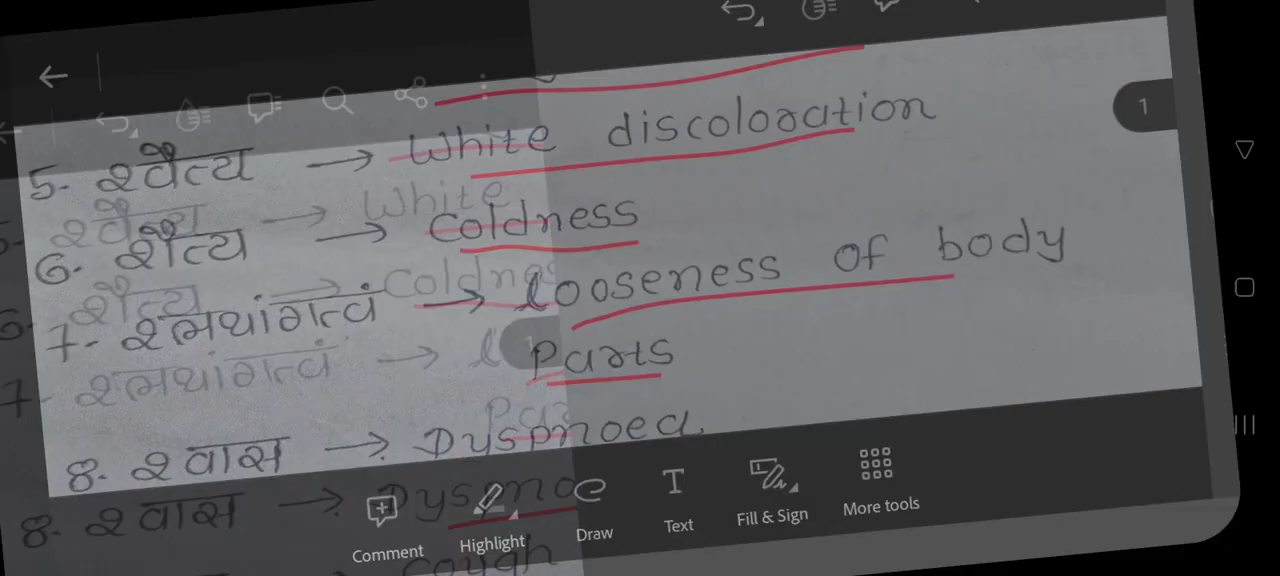 1
5- श्वैत्य → White discoloration
6- शैत्य → Coldness
7- श्लथांगत्वं → looseness of body
Parts
8- श्वास → Dyspnoea.
Comment
Highlight
Draw
Text
Fill & Sign
More tools